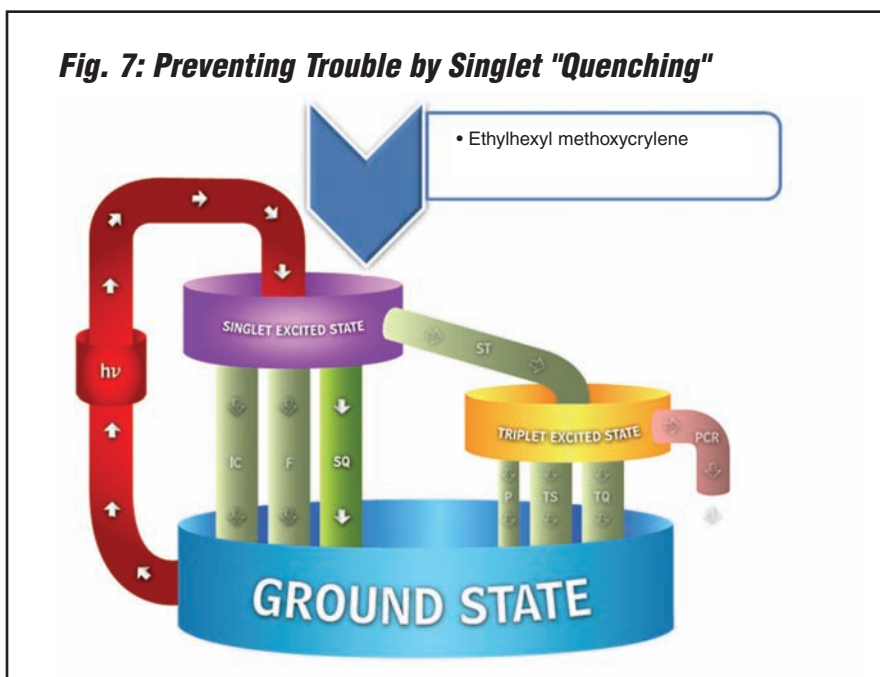 Fig. 7: Preventing Trouble by Singlet "Quenching"
• Ethylhexyl methoxycrylene
SINGLET EXCITED STATE
ST
hν
TRIPLET EXCITED STATE
PCR
IC
F
SQ
P
TS
TQ
GROUND STATE